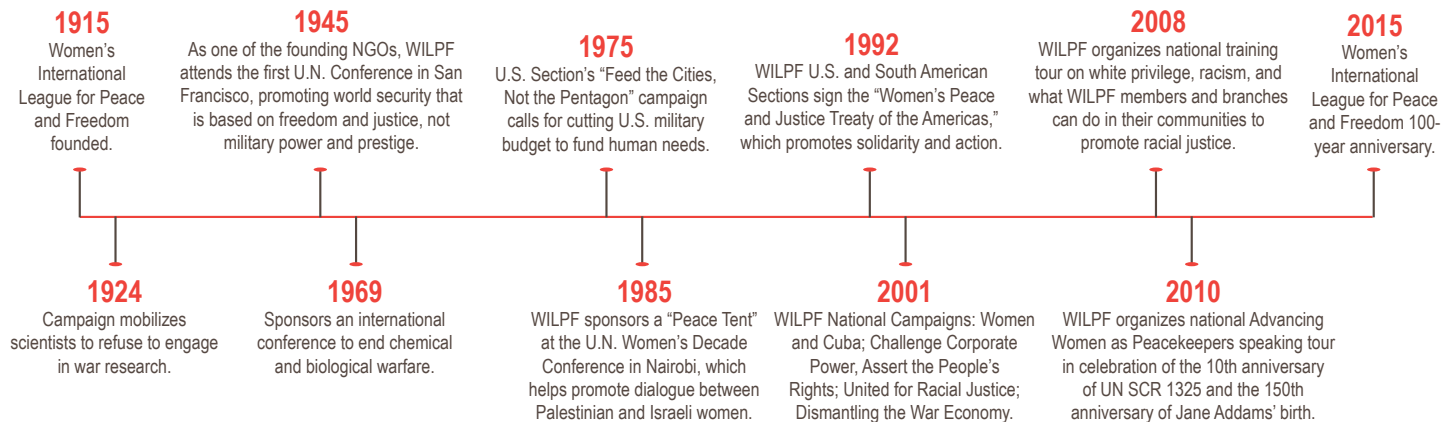 1915
Women's
International
League for Peace
and Freedom
founded.
1945
As one of the founding NGOs, WILPF
attends the first U.N. Conference in San
Francisco, promoting world security that
is based on freedom and justice, not
military power and prestige.
1975
U.S. Section's “Feed the Cities,
Not the Pentagon” campaign
calls for cutting U.S. military
budget to fund human needs.
1992
WILPF U.S. and South American
Sections sign the “Women's Peace
and Justice Treaty of the Americas,”
which promotes solidarity and action.
2008
WILPF organizes national training
tour on white privilege, racism, and
what WILPF members and branches
can do in their communities to
promote racial justice.
2015
Women's
International
League for Peace
and Freedom 100-
year anniversary.
1924
Campaign mobilizes
scientists to refuse to engage
in war research.
1969
Sponsors an international
conference to end chemical
and biological warfare.
1985
WILPF sponsors a “Peace Tent”
at the U.N. Women's Decade
Conference in Nairobi, which
helps promote dialogue between
Palestinian and Israeli women.
2001
WILPF National Campaigns: Women
and Cuba; Challenge Corporate
Power, Assert the People's
Rights; United for Racial Justice;
Dismantling the War Economy.
2010
WILPF organizes national Advancing
Women as Peacekeepers speaking tour
in celebration of the 10th anniversary
of UN SCR 1325 and the 150th
anniversary of Jane Addams' birth.